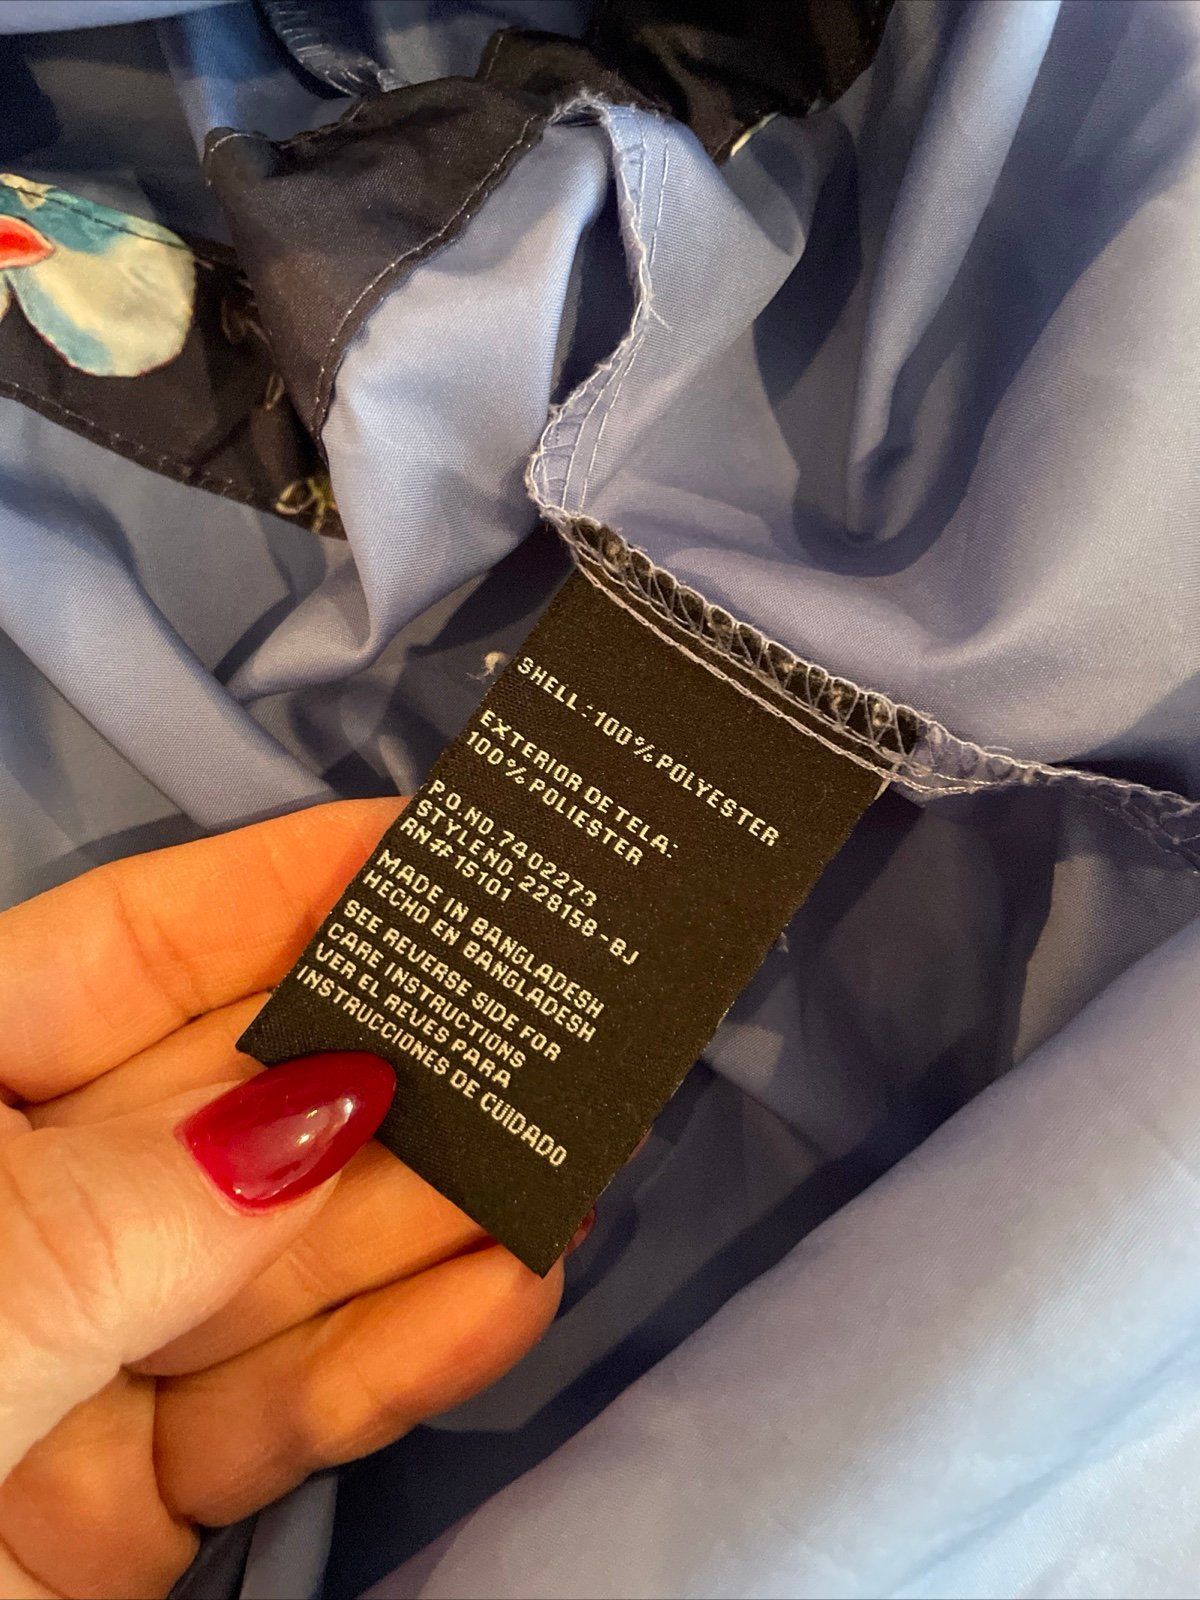 SHELL:100%POLYESTER
EXTERIOR DE TELA:
100%POLIESTER
P.O.NO.7402273
STYLE NO.228158-BJ
RN#15101
MADE IN BANGLADESH
HECHO EN BANGLADESH
SEE REVERSE SIDE FOR
CARE INSTRUCTIONS
VER EL REVES PARA
INSTRUCCIONES DE CUIDADO